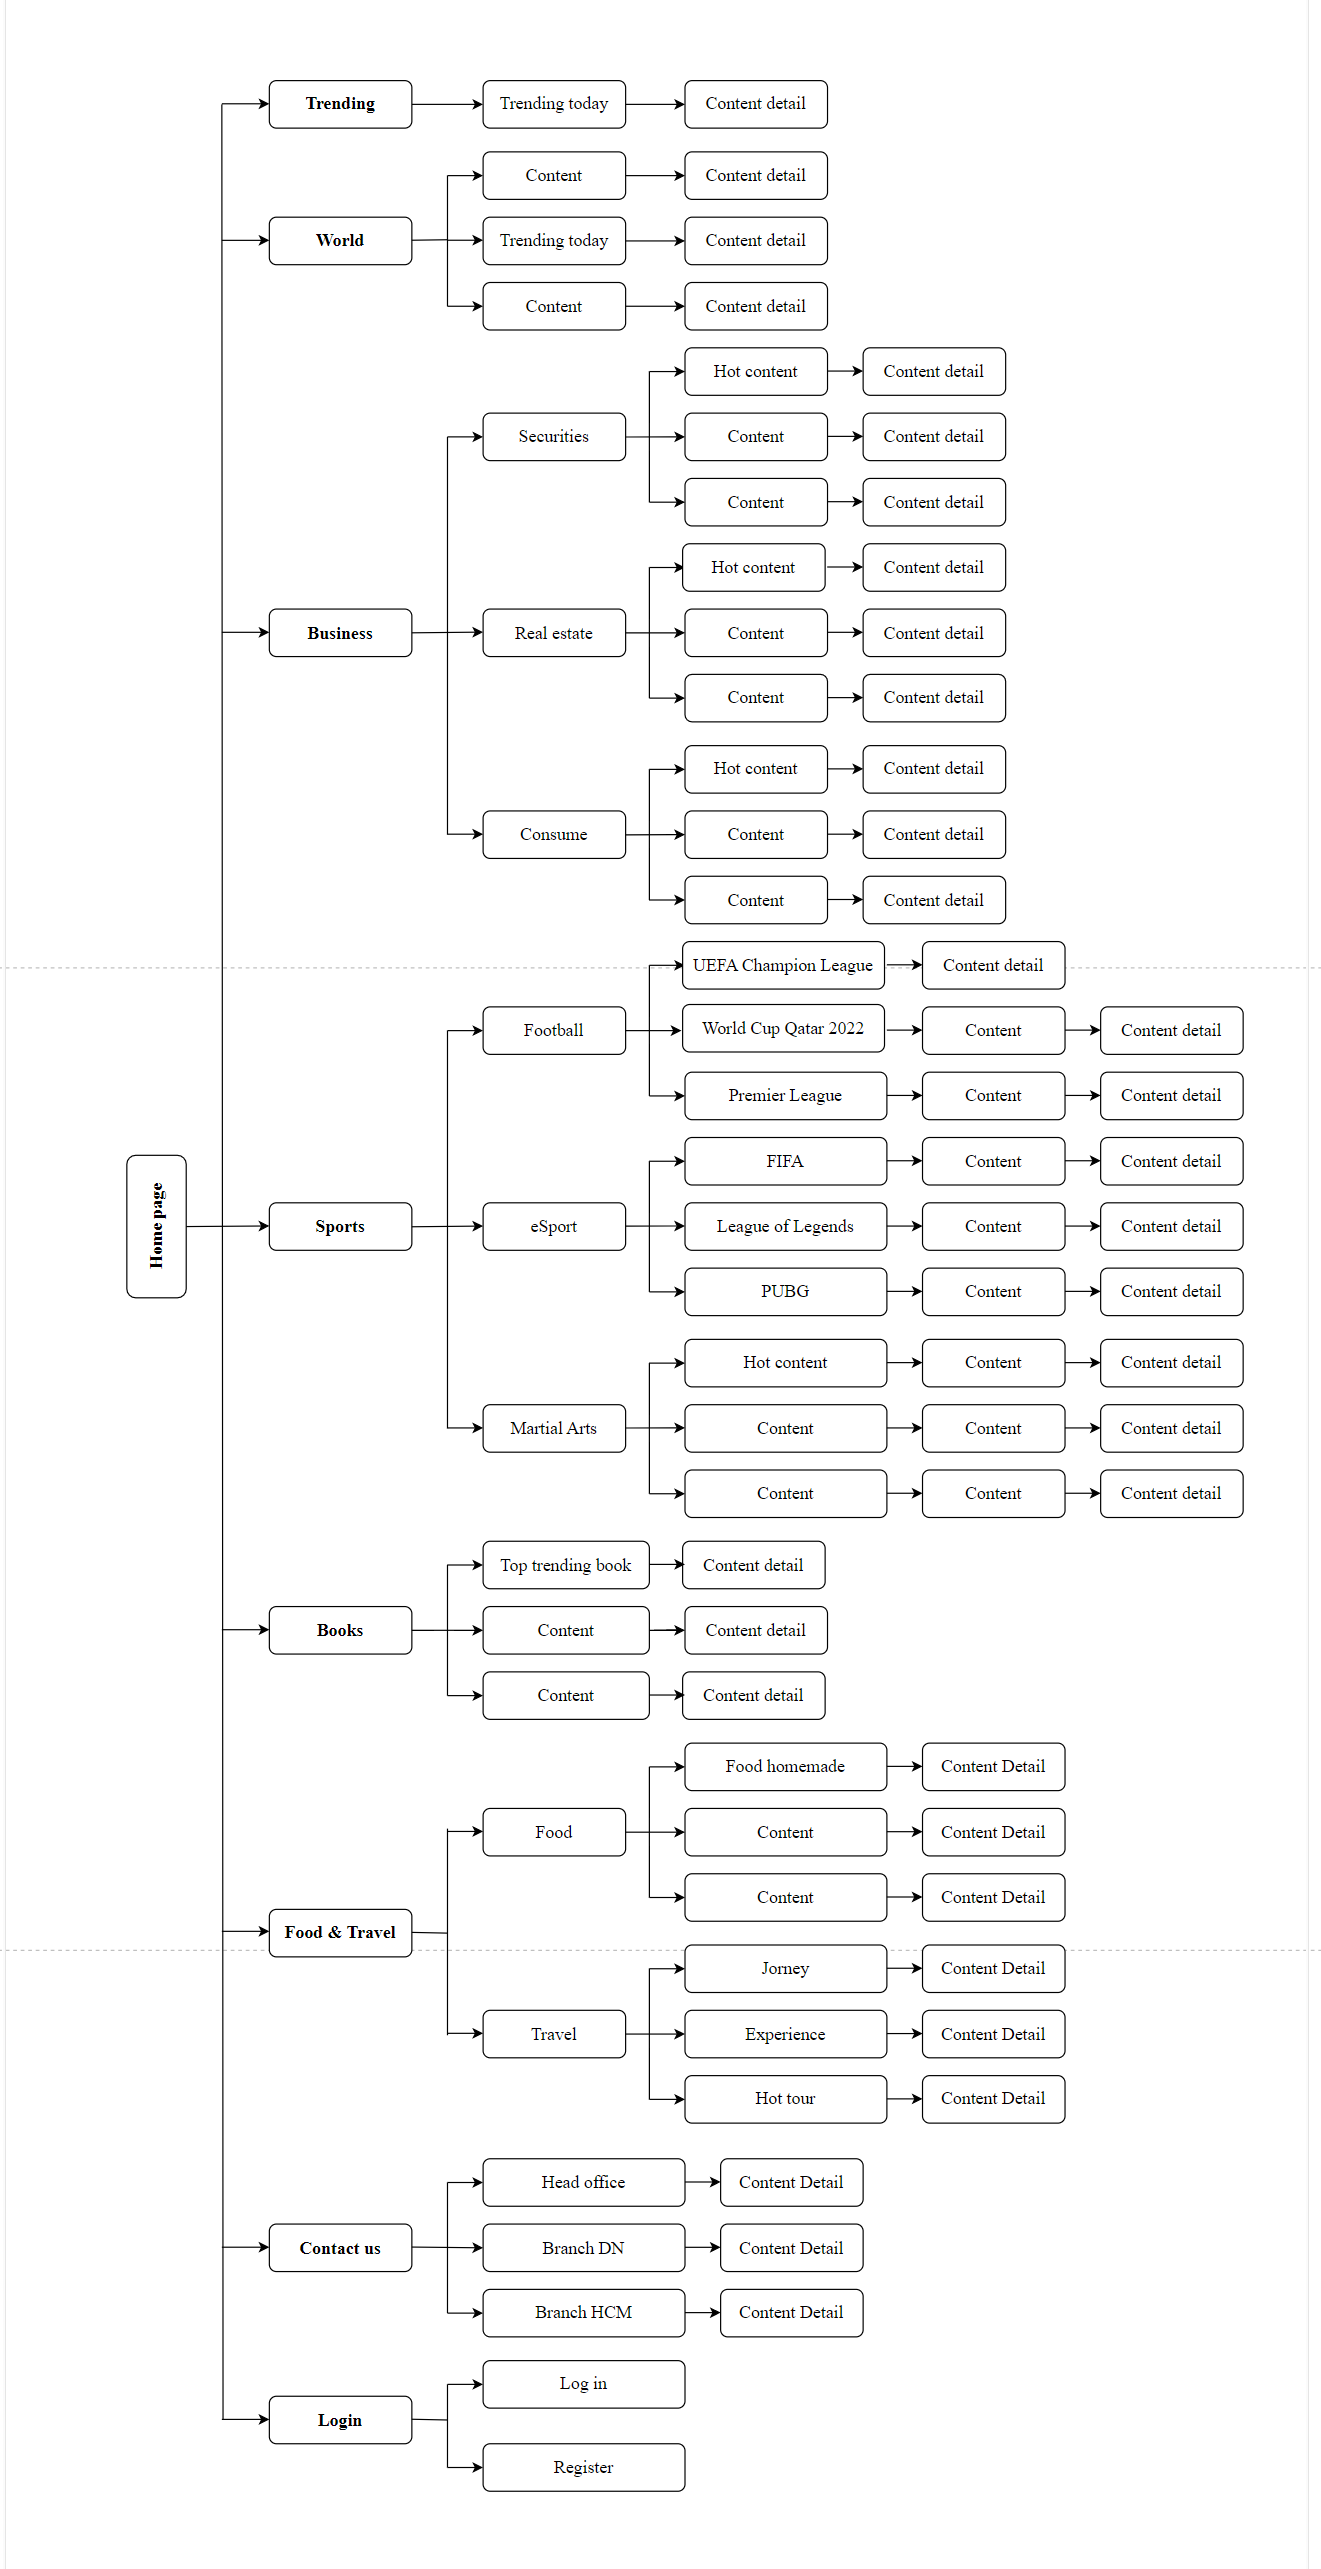 Trending
Trending today
Content detail
Content
Content detail
World
Trending today
Content detail
Content
Content detail
Hot content
Content detail
Securities
Content
Content detail
Content
Content detail
Hot content
Content detail
Business
Real estate
Content
Content detail
Content
Content detail
Hot content
Content detail
Consume
Content
Content detail
Content
Content detail
UEFA Champion League
Content detail
Football
World Cup Qatar 2022
Content
Content detail
Premier League
Content
Content detail
FIFA
Content
Content detail
Home page
Sports
eSport
League of Legends
Content
Content detail
PUBG
Content
Content detail
Hot content
Content
Content detail
Martial Arts
Content
Content
Content detail
Content
Content
Content detail
Top trending book
Content detail
Books
Content
Content detail
Content
Content detail
Food homemade
Content Detail
Food
Content
Content Detail
Content
Content Detail
Food & Travel
Jorney
Content Detail
Travel
Experience
Content Detail
Hot tour
Content Detail
Head office
Content Detail
Contact us
Branch DN
Content Detail
Branch HCM
Content Detail
Log in
Login
Register